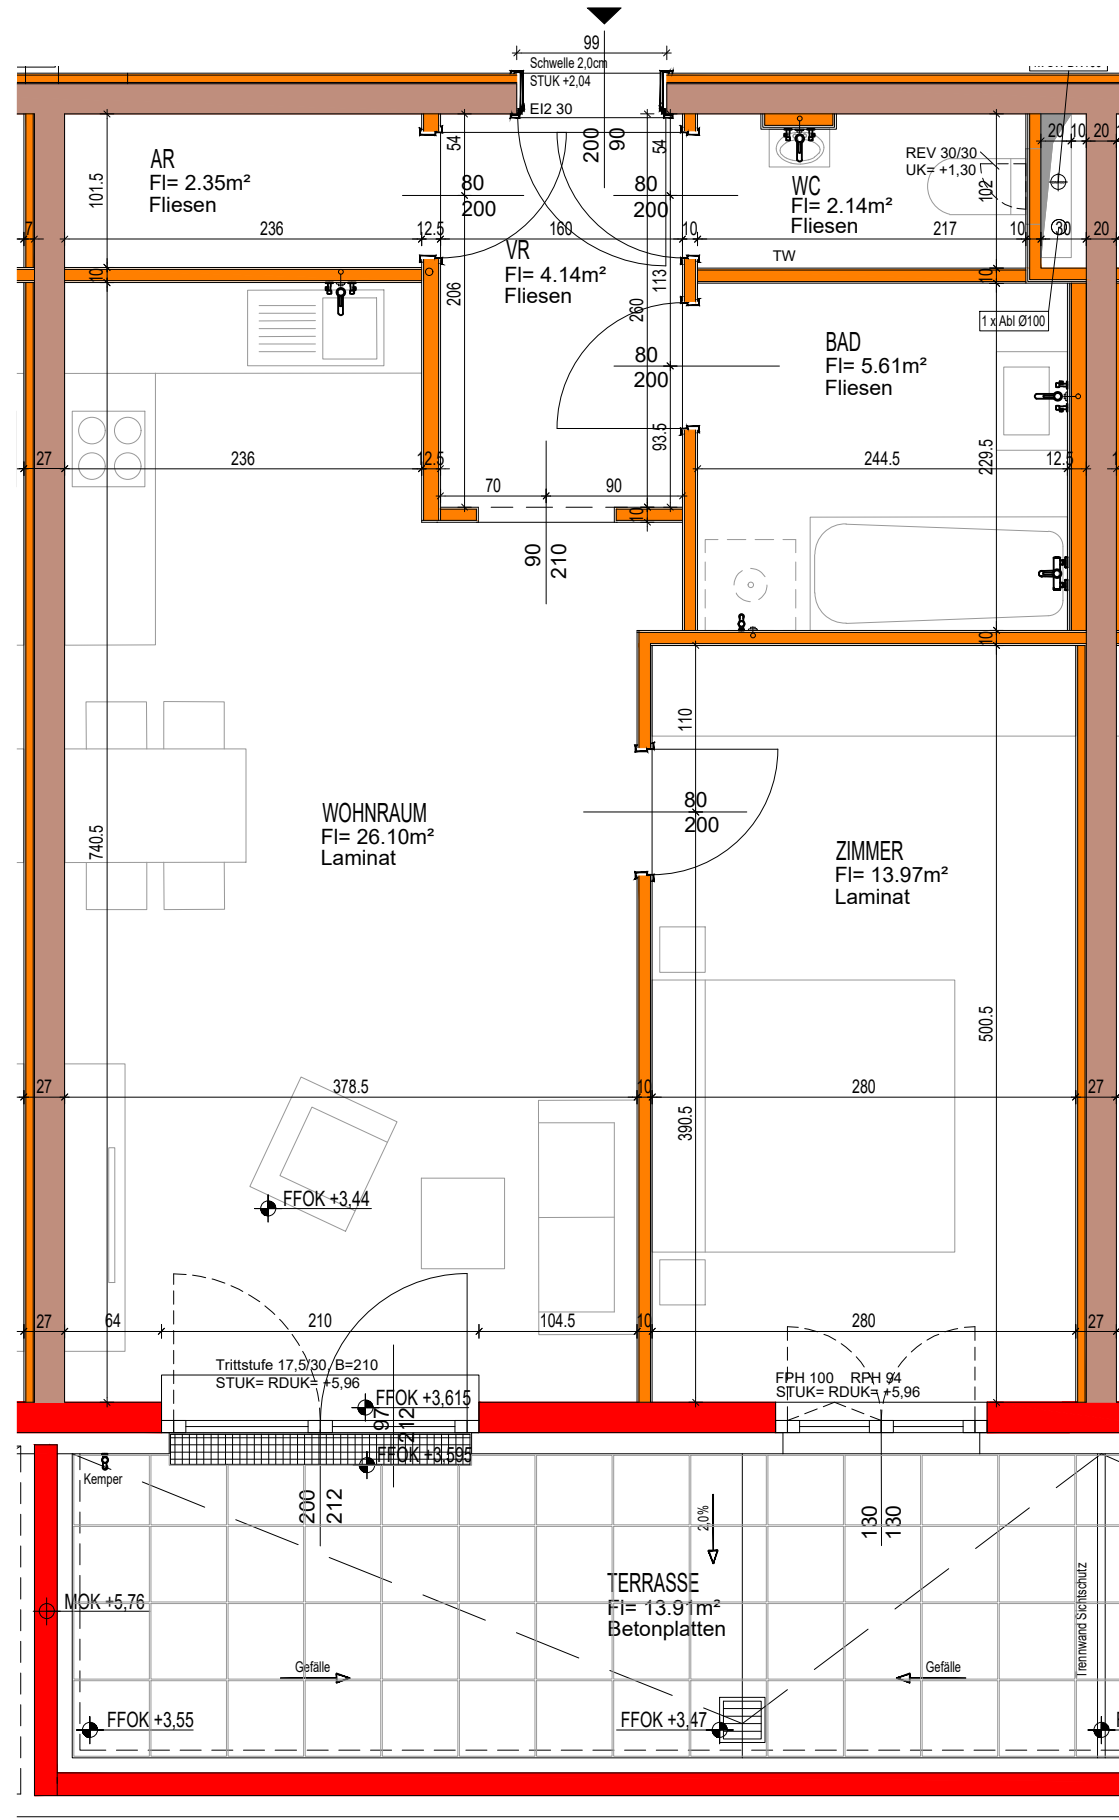 99
Schwelle 2,0cm
STUK +2,04
EI2 30
200
90
54
54
AR
Fl= 2.35m²
Fliesen
101.5
80
200
80
200
WC
Fl= 2.14m²
Fliesen
REV 30/30
UK= +1,30
102
20
10
20
7
236
12.5
160
10
217
10
30
20
VR
Fl= 4.14m²
Fliesen
TW
10
10
206
260
113
1 x Abl Ø100
BAD
Fl= 5.61m²
Fliesen
80
200
93.5
27
236
12.5
244.5
229.5
12.5
70
90
10
90
210
10
110
WOHNRAUM
Fl= 26.10m²
Laminat
740.5
80
200
ZIMMER
Fl= 13.97m²
Laminat
500.5
27
378.5
10
280
27
390.5
FFOK +3,44
27
64
210
104.5
10
280
27
Trittstufe 17,5/30, B=210
STUK= RDUK= +5,96
FPH 100 RPH 94
STUK= RDUK= +5,96
FFOK +3,615
97
212
FFOK +3,595
Kemper
200
212
2,0%
130
130
MOK +5,76
TERRASSE
Fl= 13.91m²
Betonplatten
Trennwand Sichtschutz
Gefälle
Gefälle
FFOK +3,55
FFOK +3,47